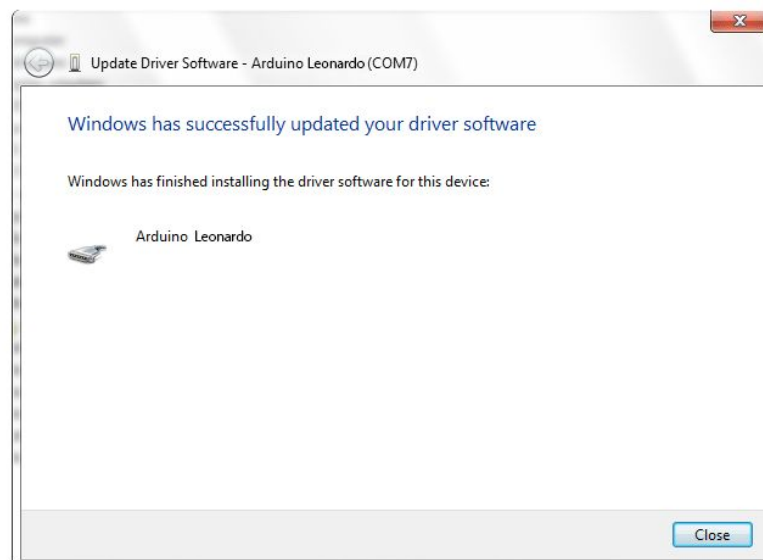 Update Driver Software - Arduino Leonardo (COM7)
Windows has successfully updated your driver software
Windows has finished installing the driver software for this device:
Arduino Leonardo
Close